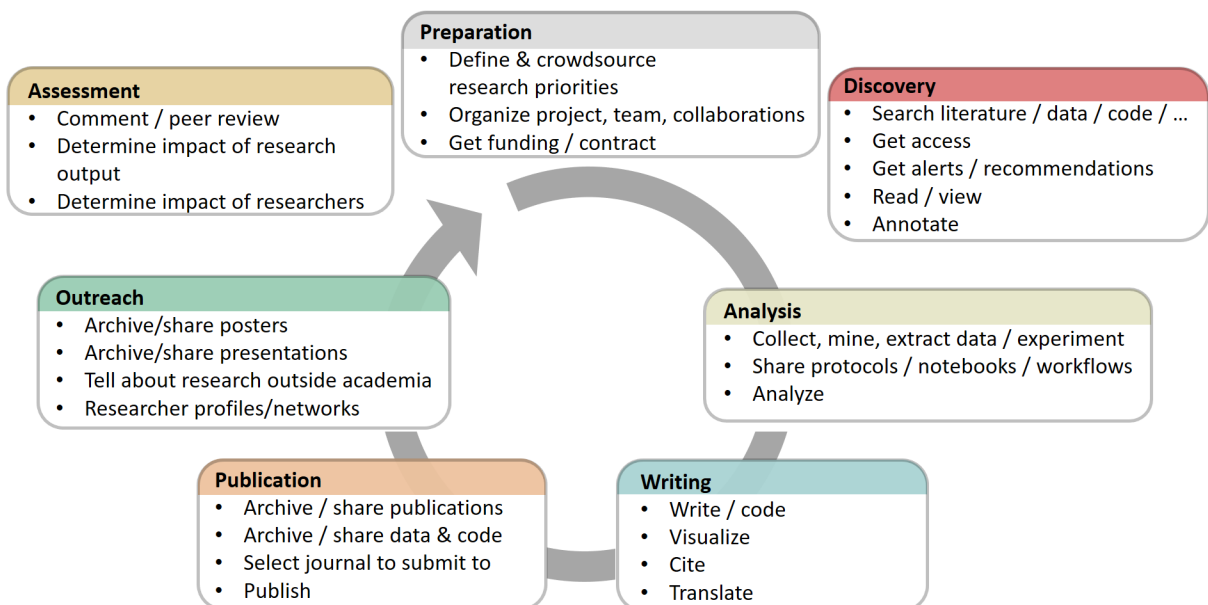 Preparation
• Define & crowdsource
research priorities
• Organize project, team, collaborations
• Get funding / contract
Discovery
• Search literature / data / code / ...
• Get access
• Get alerts / recommendations
• Read / view
• Annotate
Analysis
• Collect, mine, extract data / experiment
• Share protocols / notebooks / workflows
• Analyze
Writing
• Write / code
• Visualize
• Cite
• Translate
Publication
• Archive / share publications
• Archive / share data & code
• Select journal to submit to
• Publish
Outreach
• Archive/share posters
• Archive/share presentations
• Tell about research outside academia
• Researcher profiles/networks
Assessment
• Comment / peer review
• Determine impact of research
output
• Determine impact of researchers